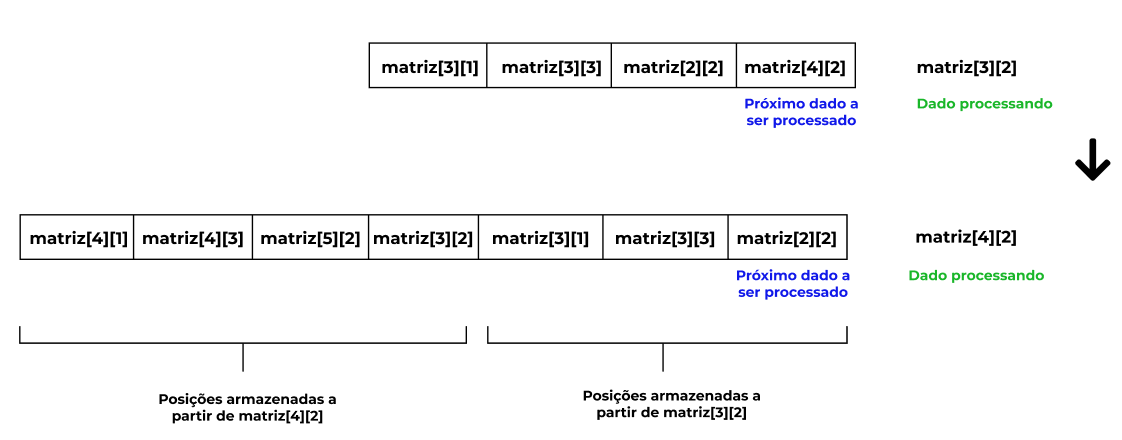 matriz[3][1] matriz[3][3] matriz[2][2] matriz[4][2] matriz[3][2]
Próximo dado a
ser processado
Dado processando
matriz[4][1] matriz[4][3] matriz[5][2] matriz[3][2] matriz[3][1] matriz[3][3] matriz[2][2] matriz[4][2]
Próximo dado a
ser processado
Dado processando
Posições armazenadas a
partir de matriz[4][2]
Posições armazenadas a
partir de matriz[3][2]